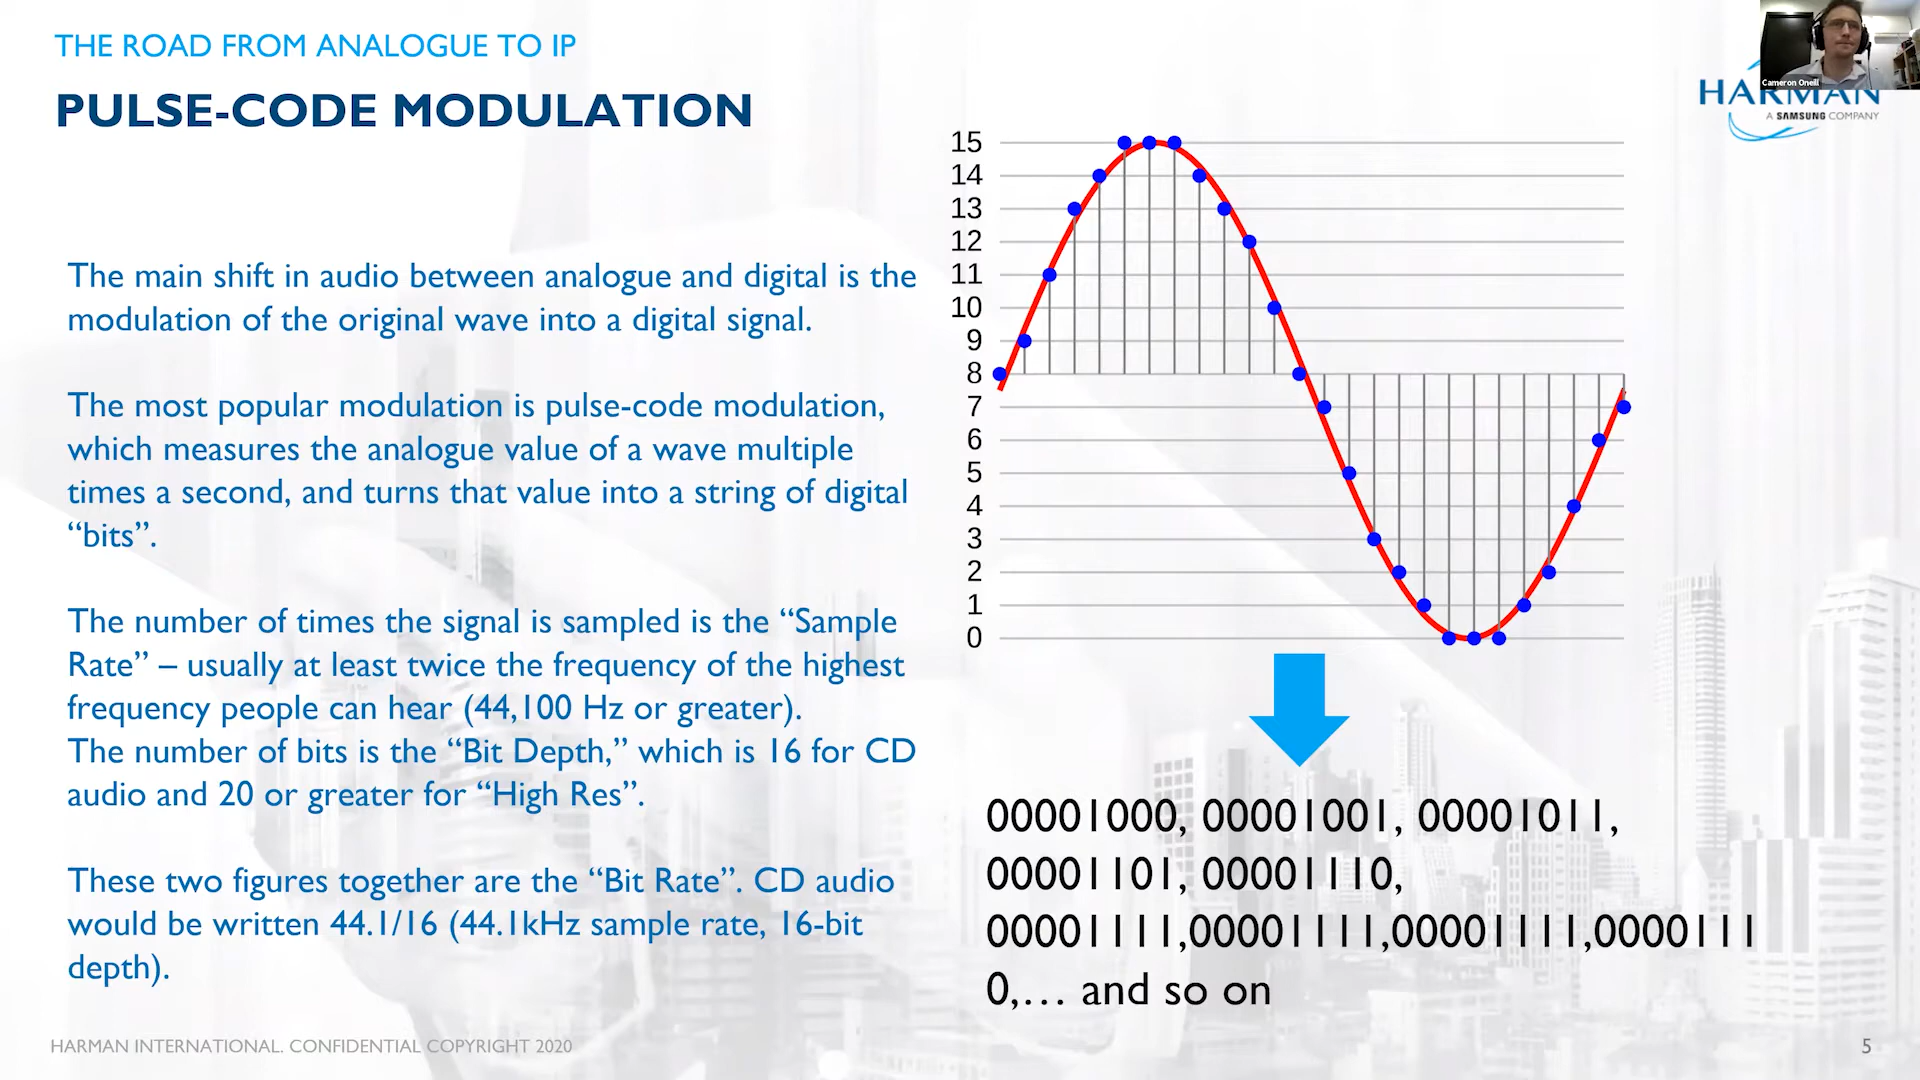 THE ROAD FROM ANALOGUE TO IP
PULSE-CODE MODULATION
Cameron Oneill
HARMAN
A SAMSUNG COMPANY
The main shift in audio between analogue and digital is the
modulation of the original wave into a digital signal.
The most popular modulation is pulse-code modulation,
which measures the analogue value of a wave multiple
times a second, and turns that value into a string of digital
“bits”.
The number of times the signal is sampled is the “Sample
Rate” – usually at least twice the frequency of the highest
frequency people can hear (44,100 Hz or greater).
The number of bits is the “Bit Depth,” which is 16 for CD
audio and 20 or greater for “High Res”.
These two figures together are the “Bit Rate”. CD audio
would be written 44.1/16 (44.1kHz sample rate, 16-bit
depth).
15
14
13
12
11
10
9
8
7
6
5
4
3
2
1
0
00001000, 00001001, 00001011,
00001101, 00001110,
00001111,00001111,00001111,0000111
0,… and so on
HARMAN INTERNATIONAL. CONFIDENTIAL COPYRIGHT 2020
5